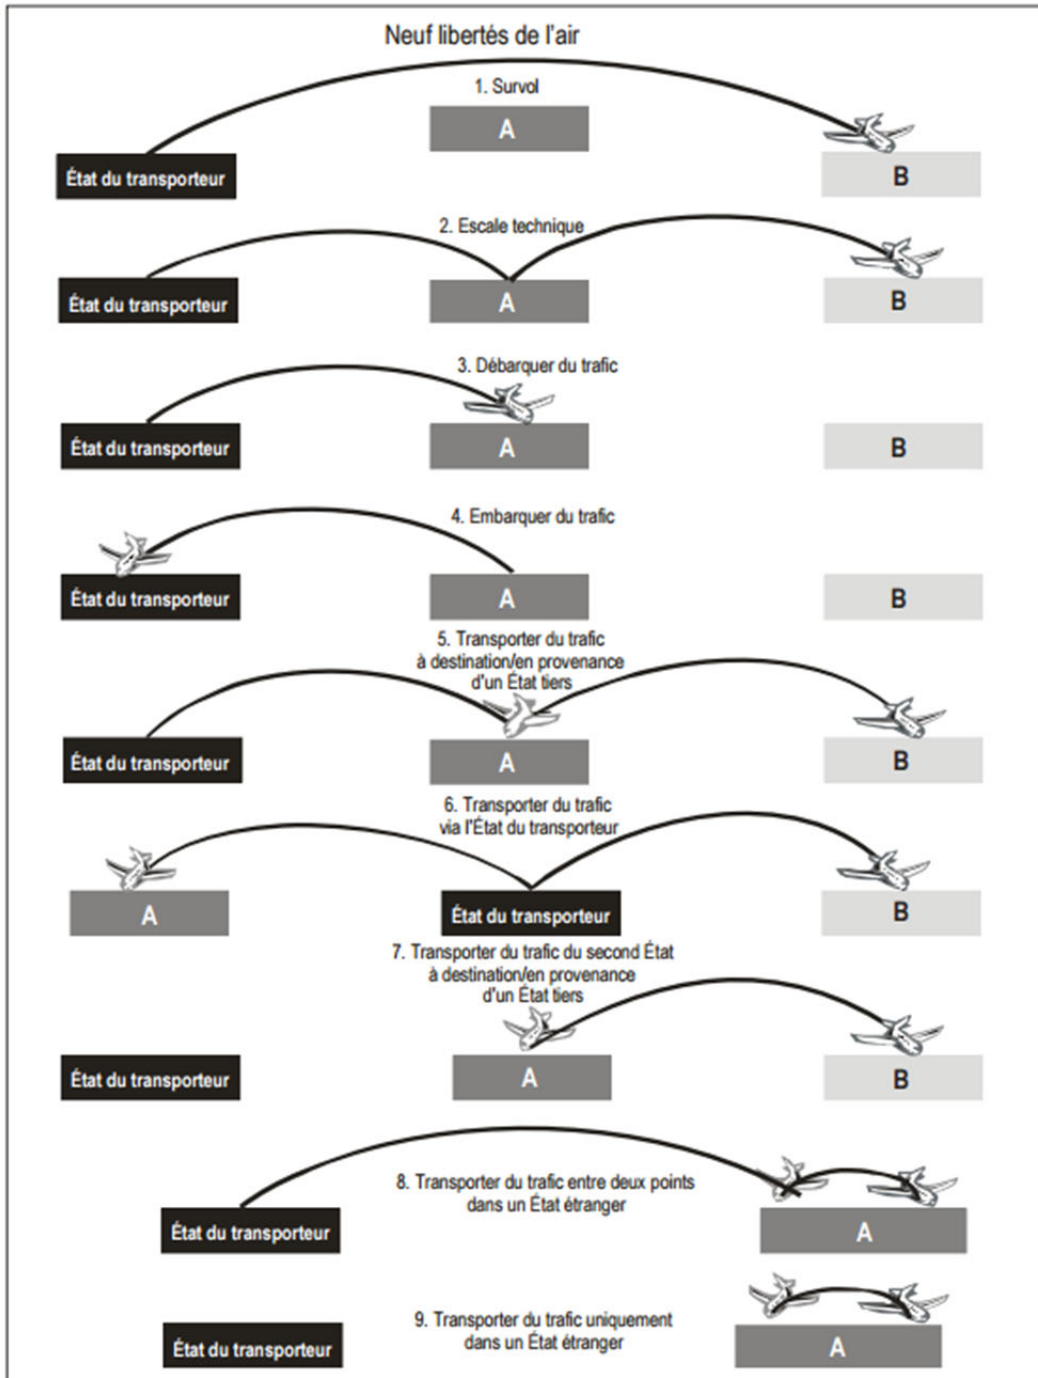 Neuf libertés de l'air
1. Survol
A
État du transporteur
B
2. Escale technique
État du transporteur
A
B
3. Débarquer du trafic
État du transporteur
A
B
4. Embarquer du trafic
État du transporteur
A
B
5. Transporter du trafic
à destination/en provenance
d'un État tiers
État du transporteur
A
B
6. Transporter du trafic
via l'État du transporteur
A
État du transporteur
B
7. Transporter du trafic du second État
à destination/en provenance
d'un État tiers
État du transporteur
A
B
8. Transporter du trafic entre deux points
dans un État étranger
État du transporteur
A
9. Transporter du trafic uniquement
dans un État étranger
État du transporteur
A